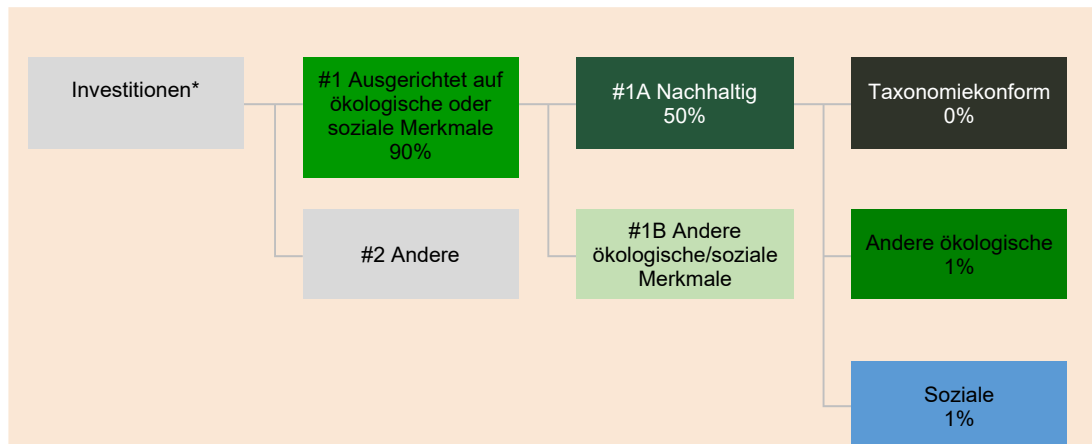 Investitionen*
#1 Ausgerichtet auf
ökologische oder
soziale Merkmale
90%
#1A Nachhaltig
50%
Taxonomiekonform
0%
#2 Andere
#1B Andere
ökologische/soziale
Merkmale
Andere ökologische
1%
Soziale
1%